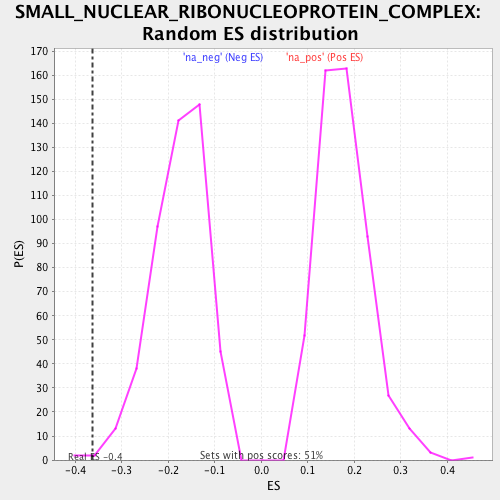 SMALL_NUCLEAR_RIBONUCLEOPROTEIN_COMPLEX:
Random ES distribution
'na_neg' (Neg ES) 'na_pos' (Pos ES)
170
160
150
140
130
120
110
100
90
80
70
60
50
40
30
20
10
0
P(ES)
Real ES -0.4
Sets with pos scores: 51%
-0.4 -0.3 -0.2 -0.1 0.0 0.1 0.2 0.3 0.4
ES